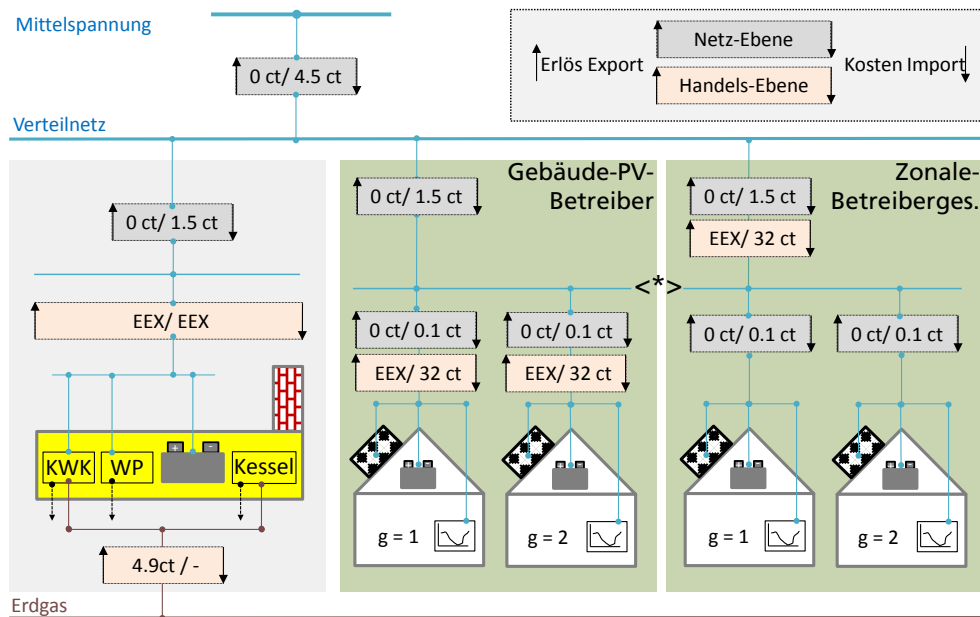 Mittelspannung
0 ct/ 4.5 ct
Erlös Export
Netz-Ebene
Handels-Ebene
Kosten Import
Verteilnetz
0 ct/ 1.5 ct
EEX/ EEX
KWK
WP
+
-
Kessel
4.9ct / -
Erdgas
Gebäude-PV-
Betreiber
0 ct/ 1.5 ct
0 ct/ 0.1 ct
EEX/ 32 ct
0 ct/ 0.1 ct
EEX/ 32 ct
g = 1
g = 2
<*>
Zonale-
Betreiberges.
0 ct/ 1.5 ct
EEX/ 32 ct
0 ct/ 0.1 ct
0 ct/ 0.1 ct
g = 1
g = 2